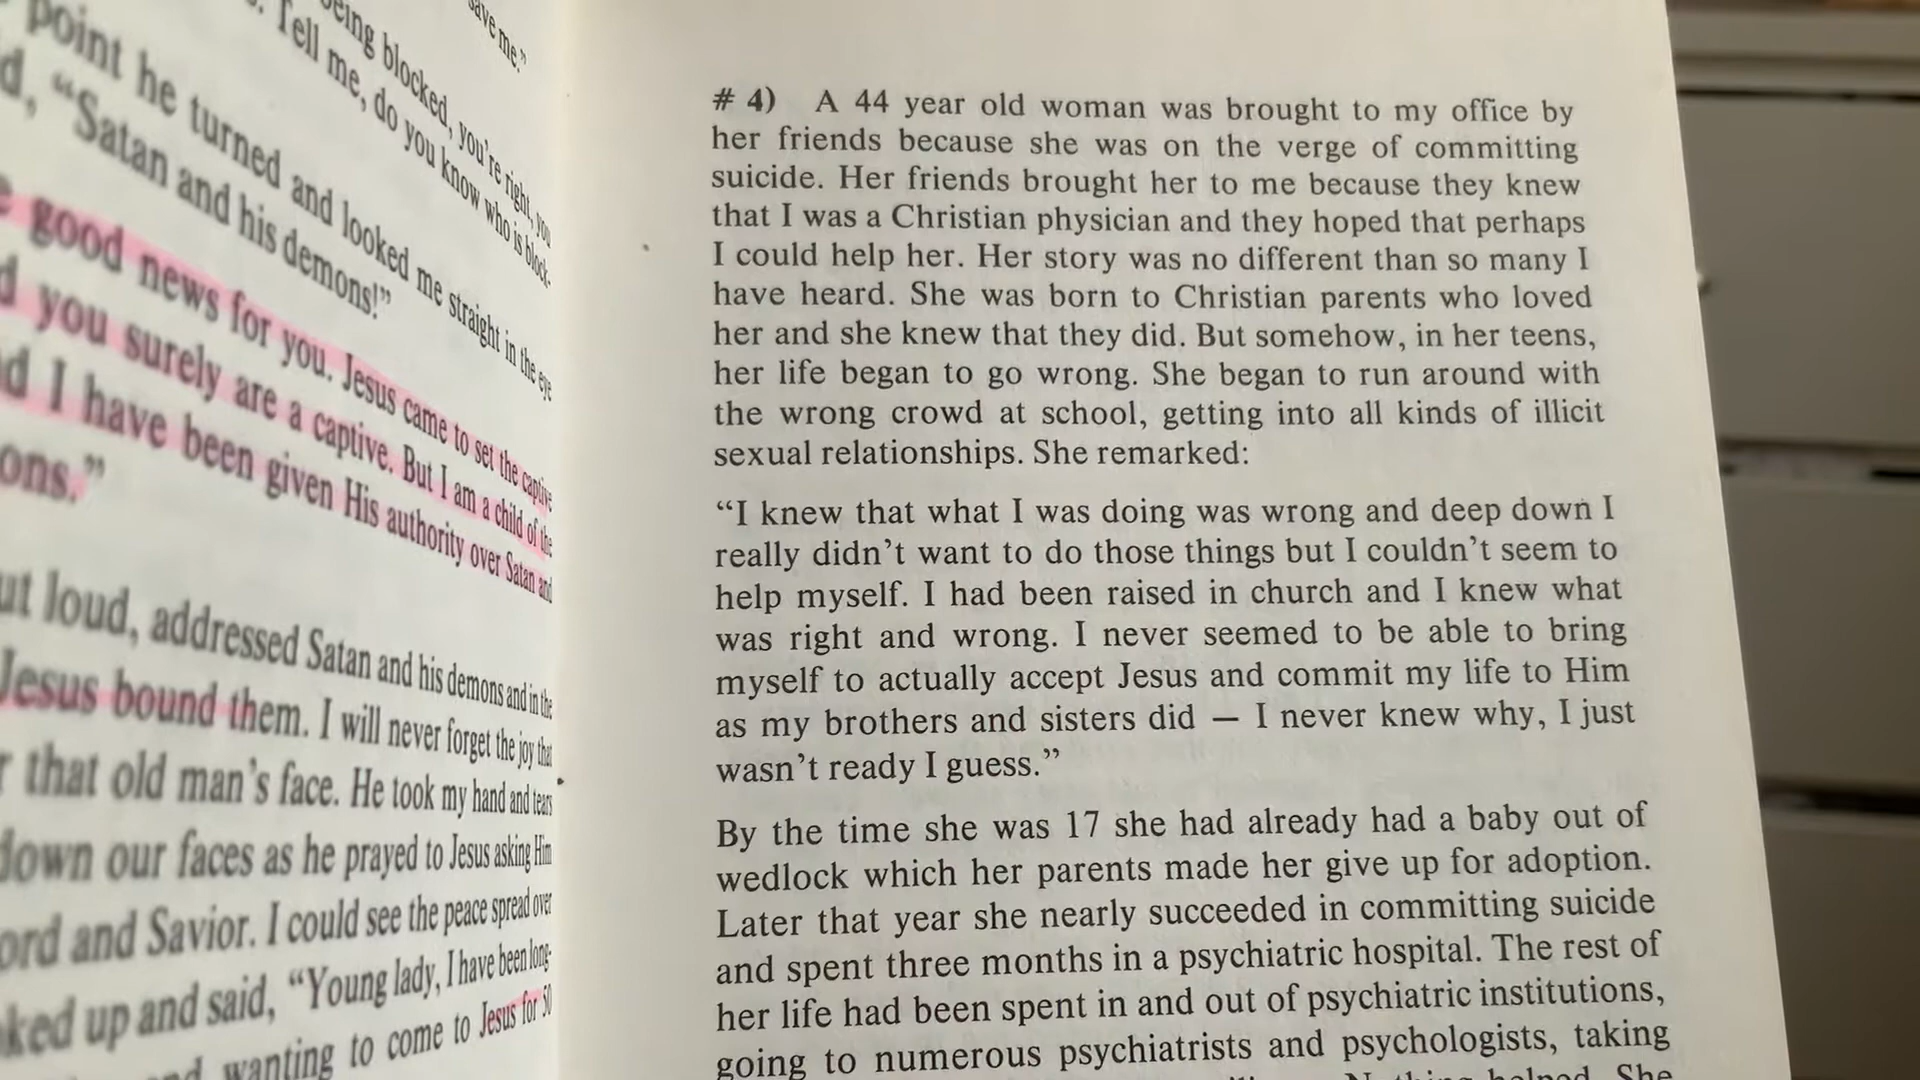 save me.”
being blocked, you’re right, you
Tell me, do you know who is block-
point he turned and looked me straight in the eye
“Satan and his demons!”
good news for you. Jesus came to set the captive
you surely are a captive. But I am a child of the
I have been given His authority over Satan and
loud, addressed Satan and his demons and in the
Jesus bound them. I will never forget the joy that
that old man’s face. He took my hand and tears
down our faces as he prayed to Jesus asking Him
and Savior. I could see the peace spread over
up and said, “Young lady, I have been long-
wanting to come to Jesus for 50
# 4) A 44 year old woman was brought to my office by
her friends because she was on the verge of committing
suicide. Her friends brought her to me because they knew
that I was a Christian physician and they hoped that perhaps
I could help her. Her story was no different than so many I
have heard. She was born to Christian parents who loved
her and she knew that they did. But somehow, in her teens,
her life began to go wrong. She began to run around with
the wrong crowd at school, getting into all kinds of illicit
sexual relationships. She remarked:
“I knew that what I was doing was wrong and deep down I
really didn’t want to do those things but I couldn’t seem to
help myself. I had been raised in church and I knew what
was right and wrong. I never seemed to be able to bring
myself to actually accept Jesus and commit my life to Him
as my brothers and sisters did — I never knew why, I just
wasn’t ready I guess.”
By the time she was 17 she had already had a baby out of
wedlock which her parents made her give up for adoption.
Later that year she nearly succeeded in committing suicide
and spent three months in a psychiatric hospital. The rest of
her life had been spent in and out of psychiatric institutions,
going to numerous psychiatrists and psychologists, taking
helped. She